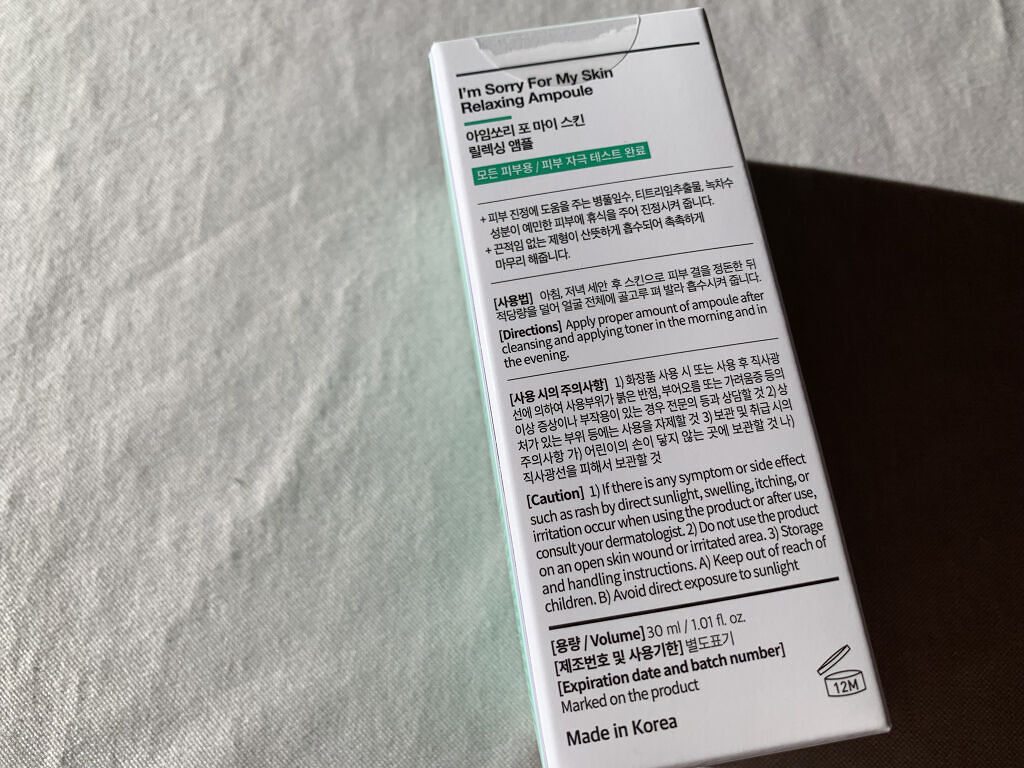 I'm Sorry For My Skin
Relaxing Ampoule
아임쏘리 포 마이 스킨
릴렉싱 앰플
모든 피부용 / 피부 자극 테스트 완료
+ 피부 진정에 도움을 주는 병풀잎수, 티트리잎추출물, 녹차수
성분이 예민한 피부에 휴식을 주어 진정시켜 줍니다.
+ 끈적임 없는 제형이 산뜻하게 흡수되어 촉촉하게
마무리 해줍니다.
[사용법] 아침, 저녁 세안 후 스킨으로 피부 결을 정돈한 뒤
적당량을 덜어 얼굴 전체에 골고루 펴 발라 흡수시켜 줍니다.
[Directions] Apply proper amount of ampoule after
cleansing and applying toner in the morning and in
the evening.
[사용 시의 주의사항] 1) 화장품 사용 시 또는 사용 후 직사광
선에 의하여 사용부위가 붉은 반점, 부어오름 또는 가려움증 등의
이상 증상이나 부작용이 있는 경우 전문의 등과 상담할 것 2) 상
처가 있는 부위 등에는 사용을 자제할 것 3) 보관 및 취급 시의
주의사항 가) 어린이의 손이 닿지 않는 곳에 보관할 것 나)
직사광선을 피해서 보관할 것
[Caution] 1) If there is any symptom or side effect
such as rash by direct sunlight, swelling, itching, or
irritation occur when using the product or after use,
consult your dermatologist. 2) Do not use the product
on an open skin wound or irritated area. 3) Storage
and handling instructions. A) Keep out of reach of
children. B) Avoid direct exposure to sunlight
[용량 / Volume] 30 ml / 1.01 fl. oz.
[제조번호 및 사용기한] 별도표기
[Expiration date and batch number]
Marked on the product
12M
Made in Korea